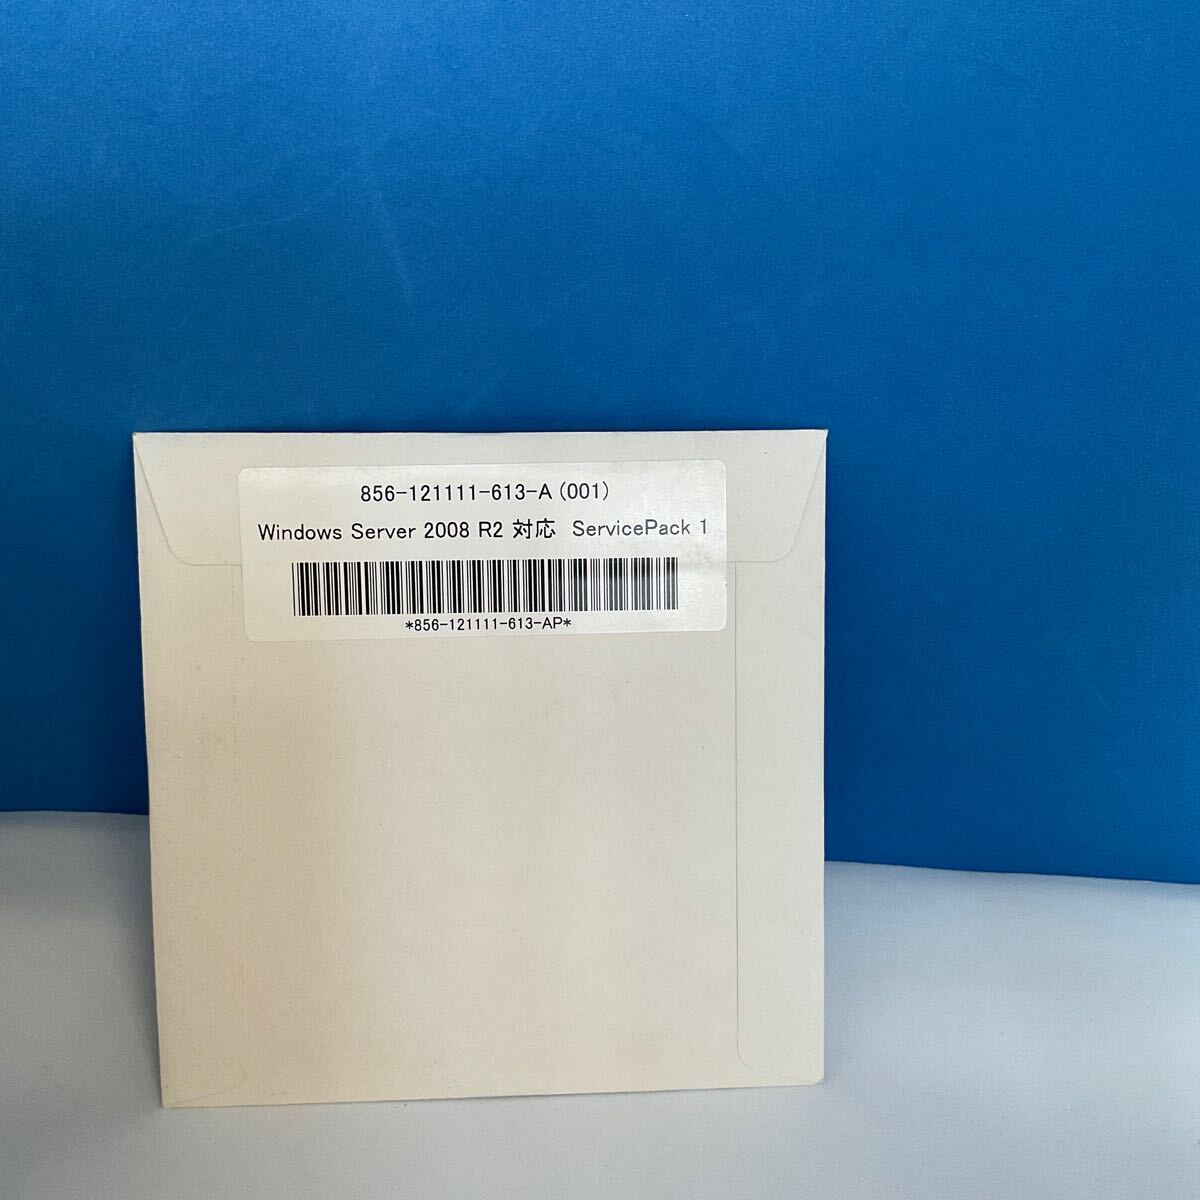 856-121111-613-A (001)
Windows Server 2008 R2 対応 ServicePack 1
*856-121111-613-AP*